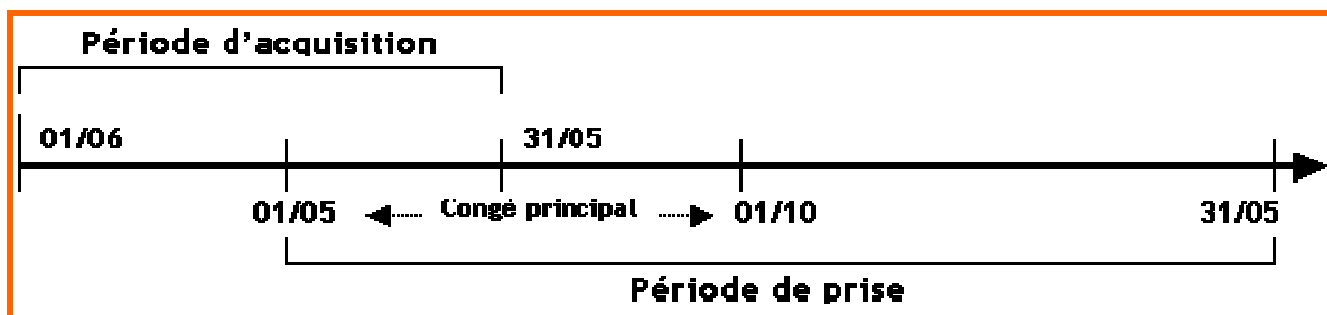 Période d'acquisition
01/06 31/05
01/05 Congé principal 01/10 31/05
Période de prise